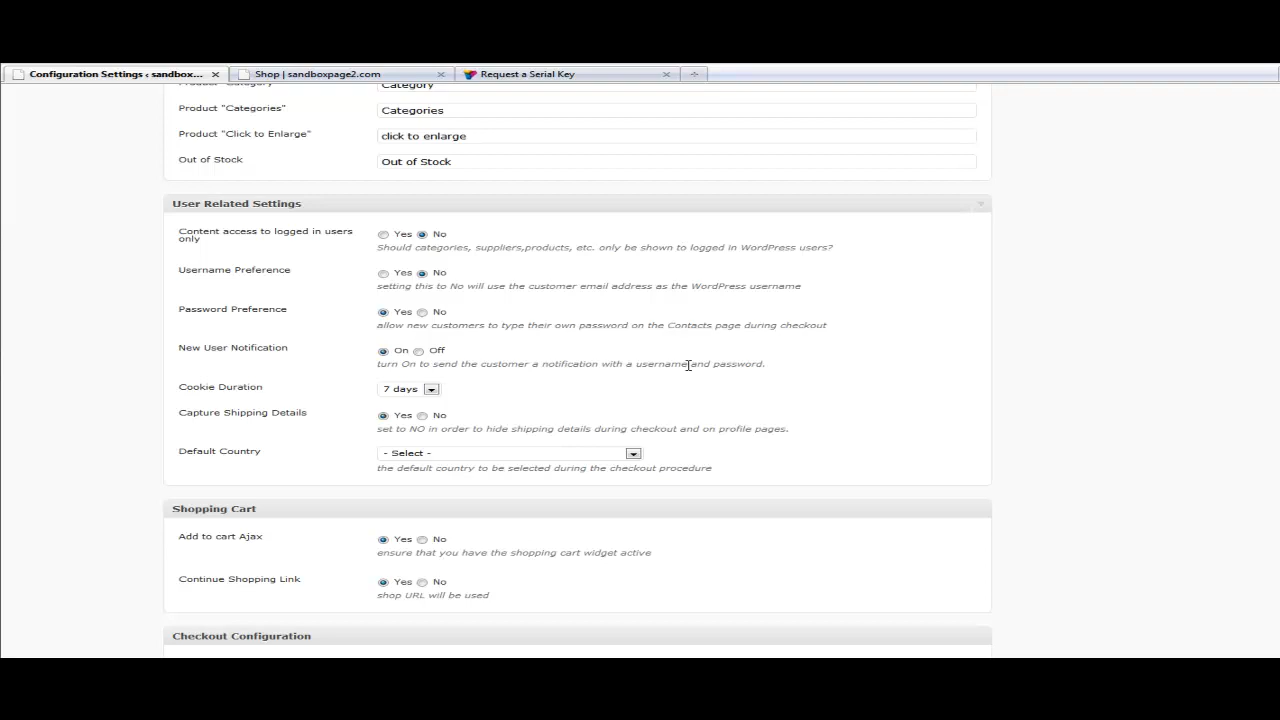 Configuration Settings ‹ sandbox...
Shop | sandboxpage2.com
Request a Serial Key
Product "Category"
Category
Product "Categories"
Categories
Product "Click to Enlarge"
click to enlarge
Out of Stock
Out of Stock
User Related Settings
Content access to logged in users
only
Yes No
Should categories, suppliers,products, etc. only be shown to logged in WordPress users?
Username Preference
Yes No
setting this to No will use the customer email address as the WordPress username
Password Preference
Yes No
allow new customers to type their own password on the Contacts page during checkout
New User Notification
On Off
turn On to send the customer a notification with a username and password.
Cookie Duration
7 days
Capture Shipping Details
Yes No
set to NO in order to hide shipping details during checkout and on profile pages.
Default Country
- Select -
the default country to be selected during the checkout procedure
Shopping Cart
Add to cart Ajax
Yes No
ensure that you have the shopping cart widget active
Continue Shopping Link
Yes No
shop URL will be used
Checkout Configuration